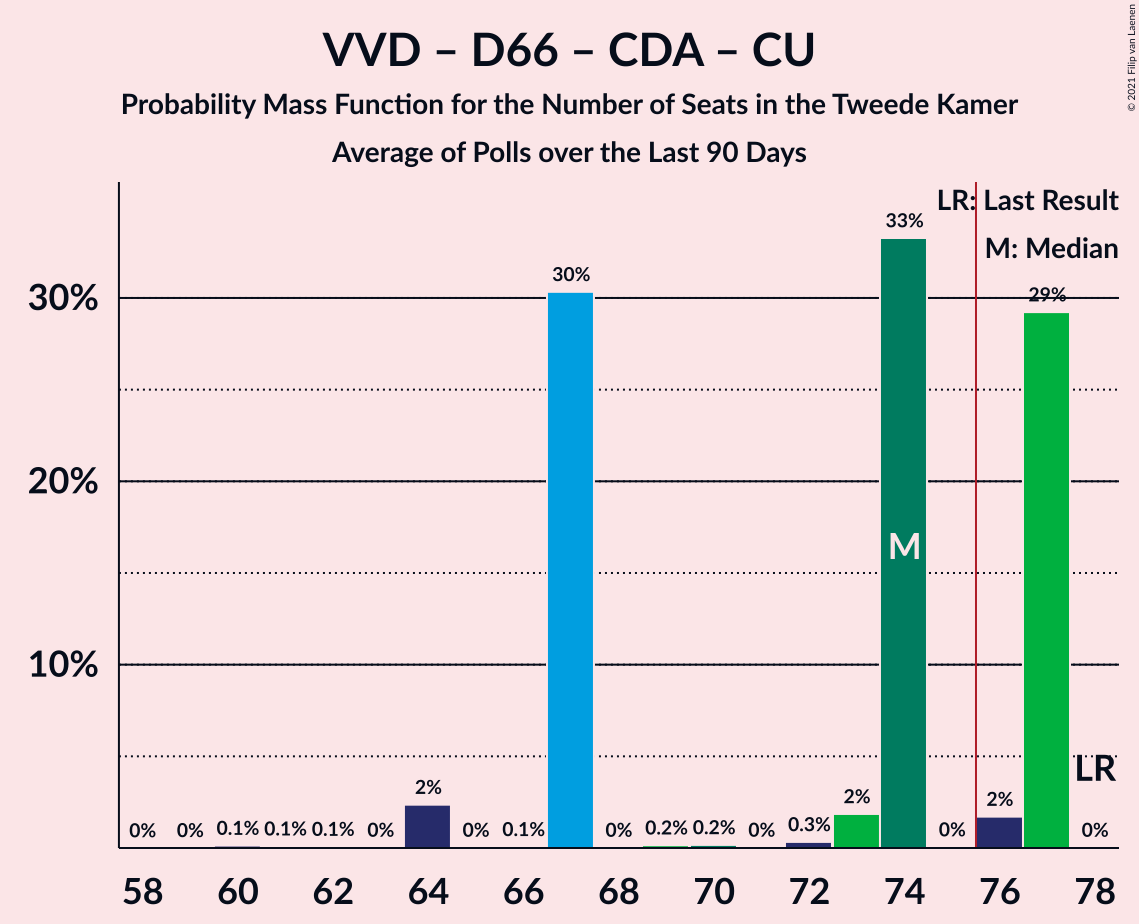 VVD – D66 – CDA – CU
Probability Mass Function for the Number of Seats in the Tweede Kamer
Average of Polls over the Last 90 Days
© 2021 Filip van Laenen
LR: Last Result
M: Median
30%
20%
10%
0%
0%
0.1%
0.1%
0.1%
0%
2%
0%
0.1%
30%
0%
0.2%
0.2%
0%
0.3%
2%
33%
0%
2%
29%
0%
M
LR
58 60 62 64 66 68 70 72 74 76 78